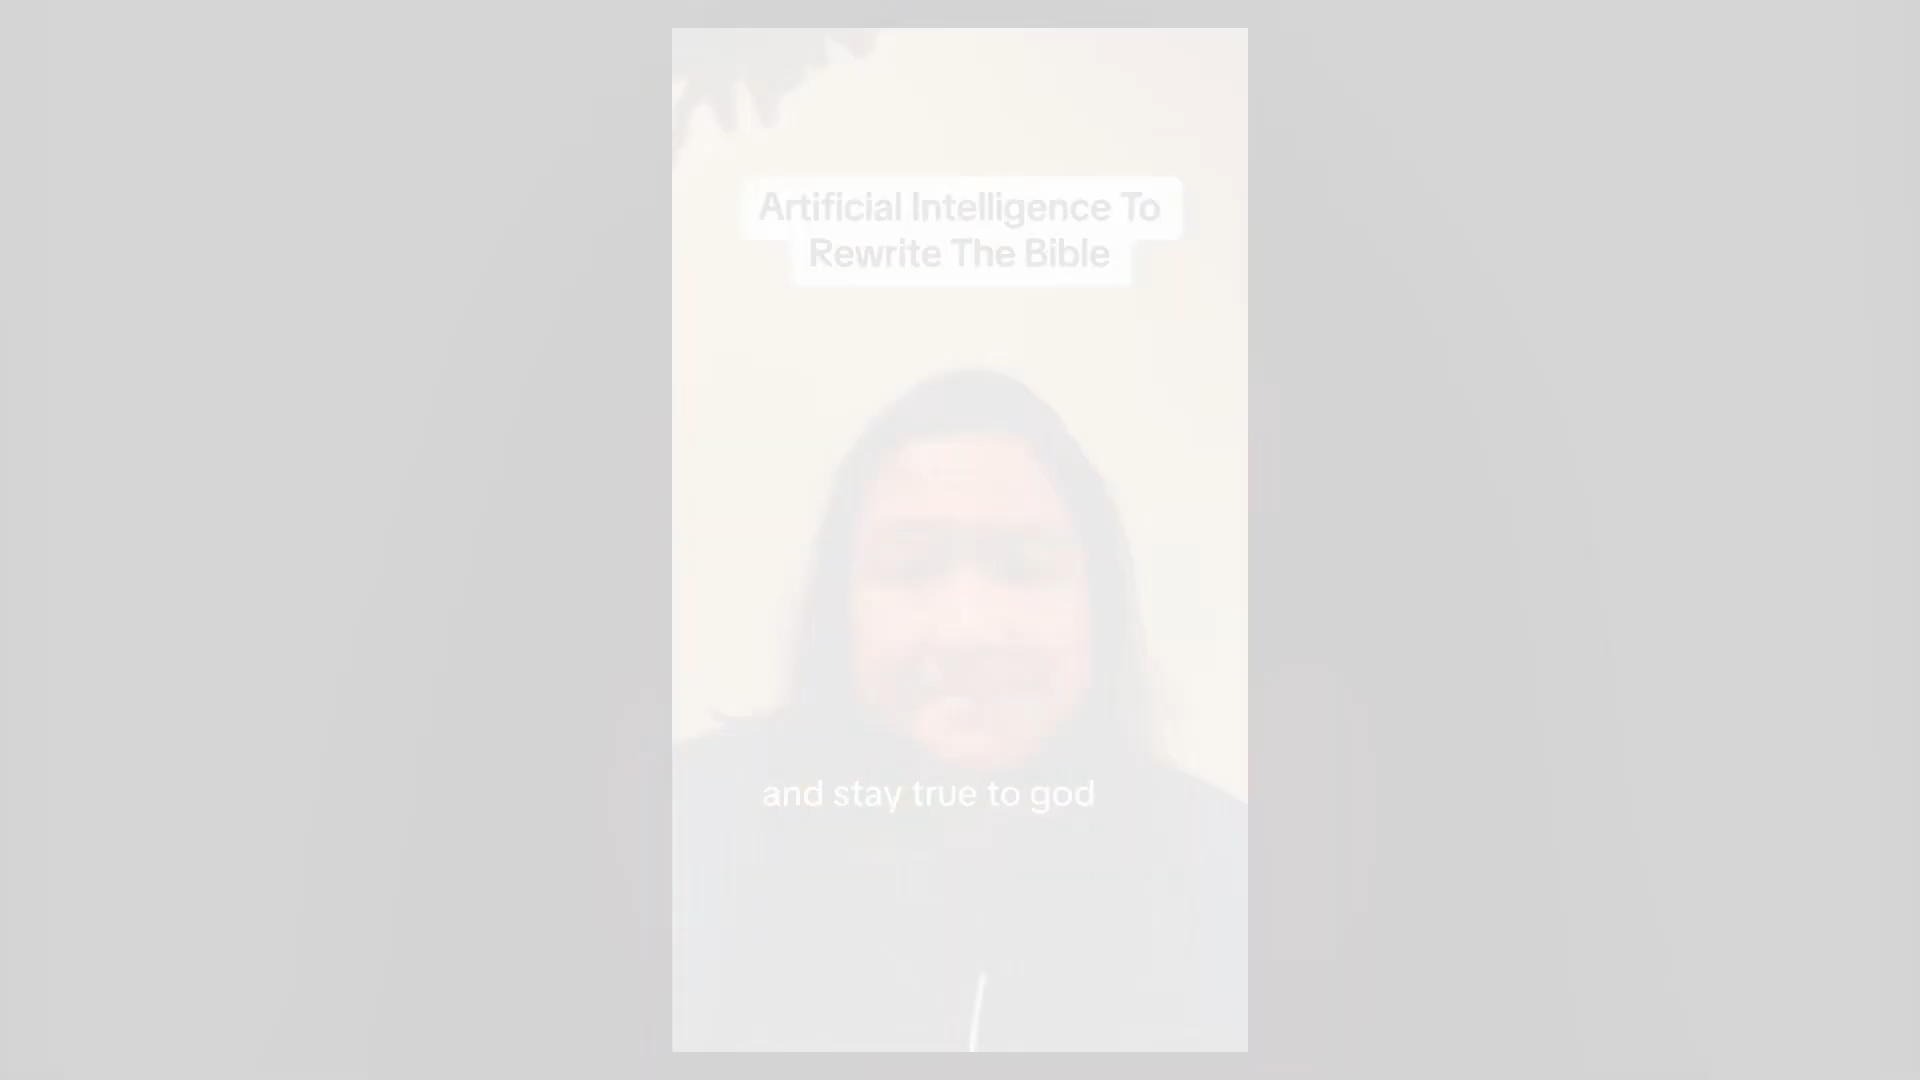 Artificial Intelligence To
Rewrite The Bible
and stay true to god